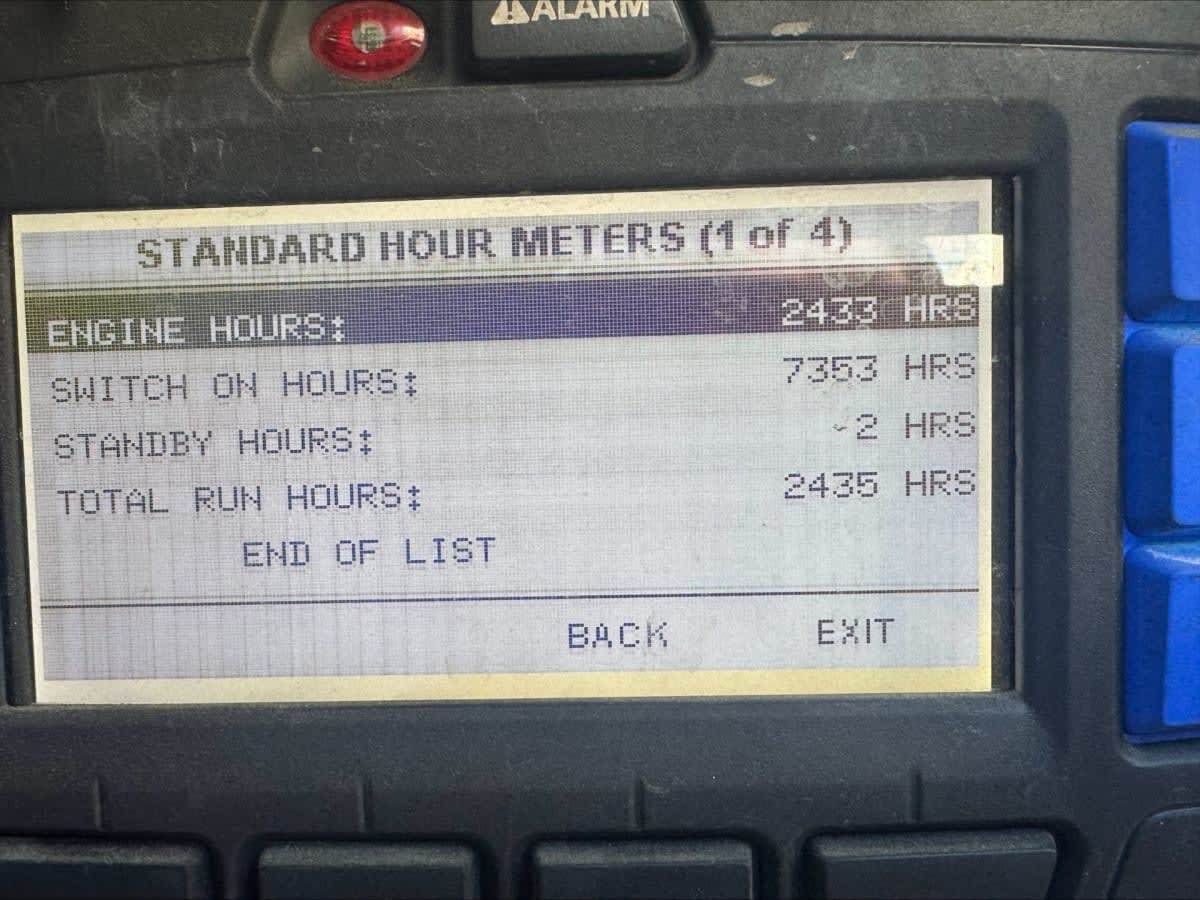 ALARM
STANDARD HOUR METERS (1 of 4)
ENGINE HOURS: 2433 HRS
SWITCH ON HOURS: 7353 HRS
STANDBY HOURS: 2 HRS
TOTAL RUN HOURS: 2435 HRS
END OF LIST
BACK EXIT